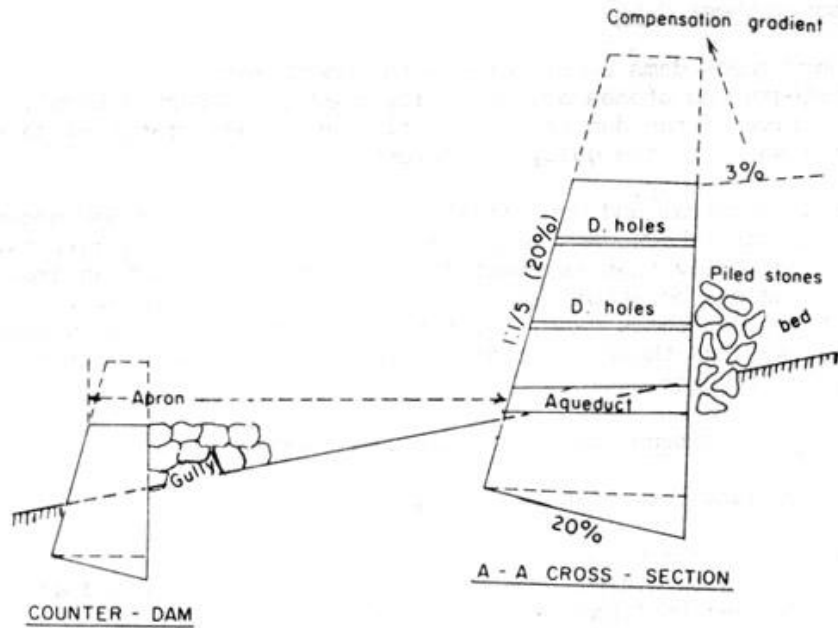 Compensation gradient
3%
D. holes
1:1/5 (20%)
Piled stones
D. holes
bed
Apron
Aqueduct
Gully
20%
A - A CROSS - SECTION
COUNTER - DAM